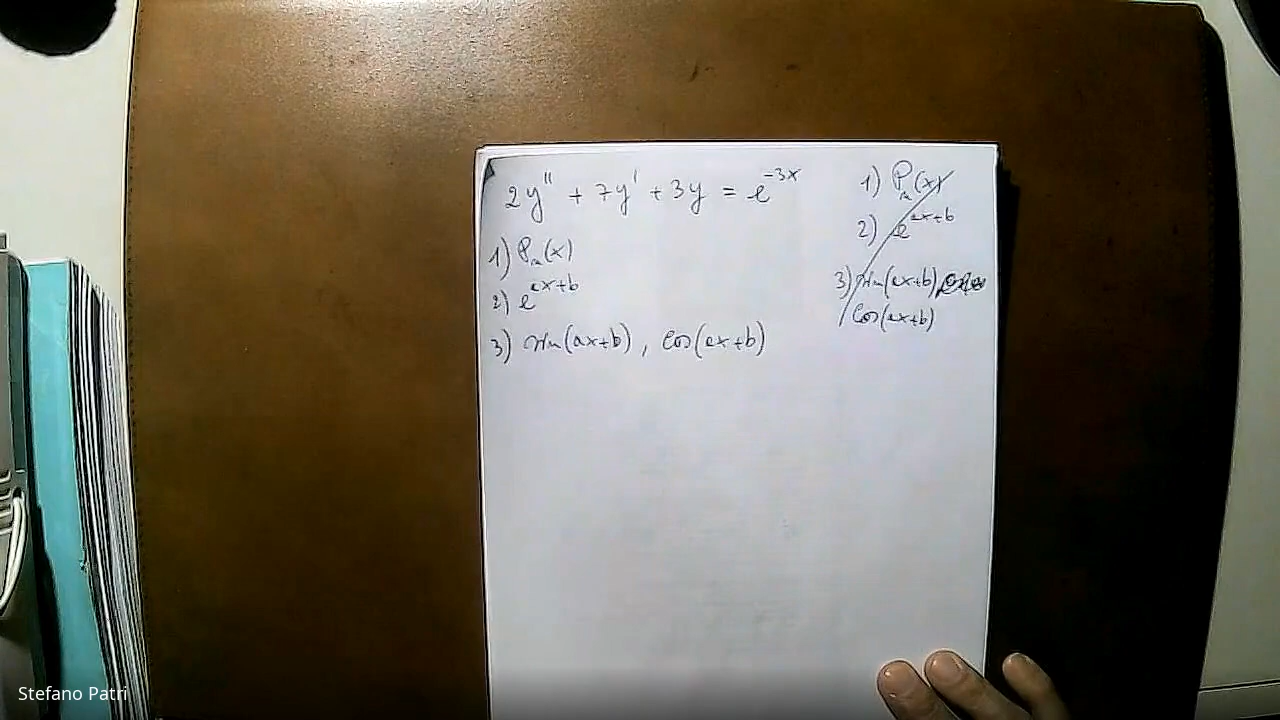 2y'' + 7y' + 3y = e^{-3x}
1) P_n(x)
2) e^{ax+b}
3) sin(ax+b), cos(ax+b)
1) P_n(x)
2) e^{ax+b}
3) sin(ax+b),
cos(ax+b)
Stefano Patri